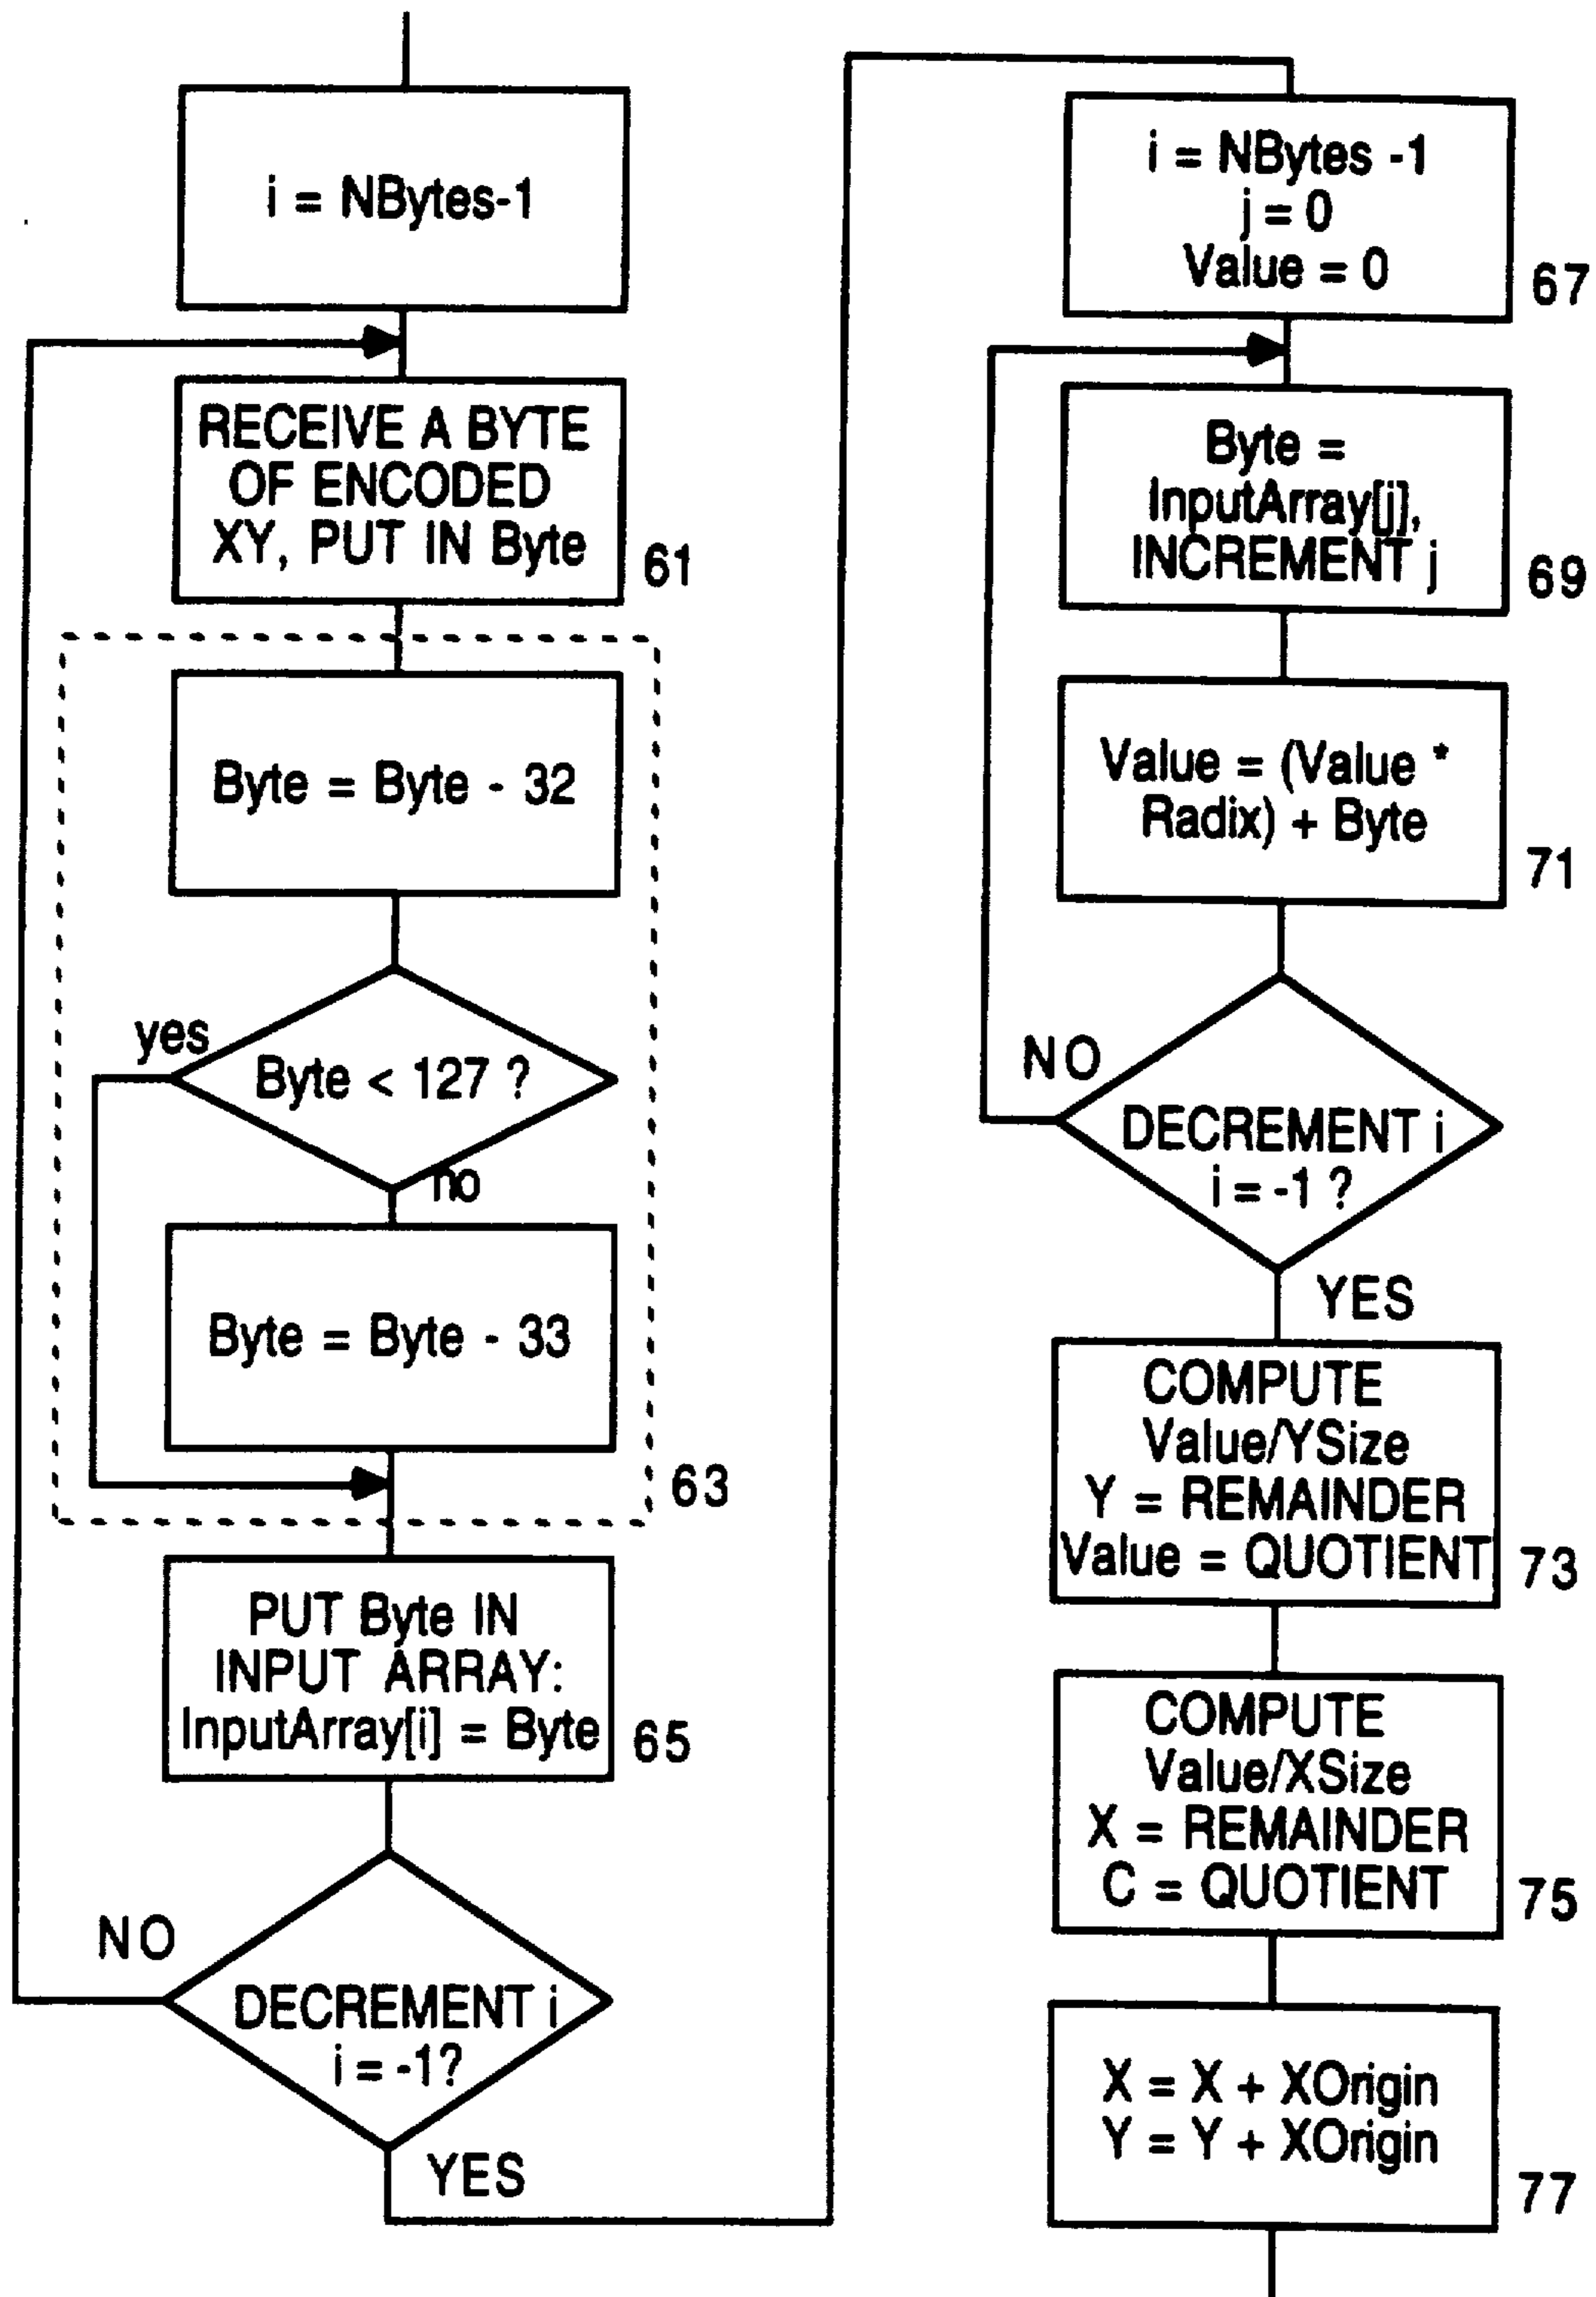 i = NBytes-1
RECEIVE A BYTE
OF ENCODED
XY, PUT IN Byte
61
Byte = Byte - 32
yes
Byte < 127 ?
no
Byte = Byte - 33
63
PUT Byte IN
INPUT ARRAY:
InputArray[i] = Byte
65
NO
DECREMENT i
i = -1?
YES
i = NBytes -1
j = 0
Value = 0
67
Byte =
InputArray[j],
INCREMENT j
69
Value = (Value *
Radix) + Byte
71
NO
DECREMENT i
i = -1 ?
YES
COMPUTE
Value/YSize
Y = REMAINDER
Value = QUOTIENT
73
COMPUTE
Value/XSize
X = REMAINDER
C = QUOTIENT
75
X = X + XOrigin
Y = Y + XOrigin
77